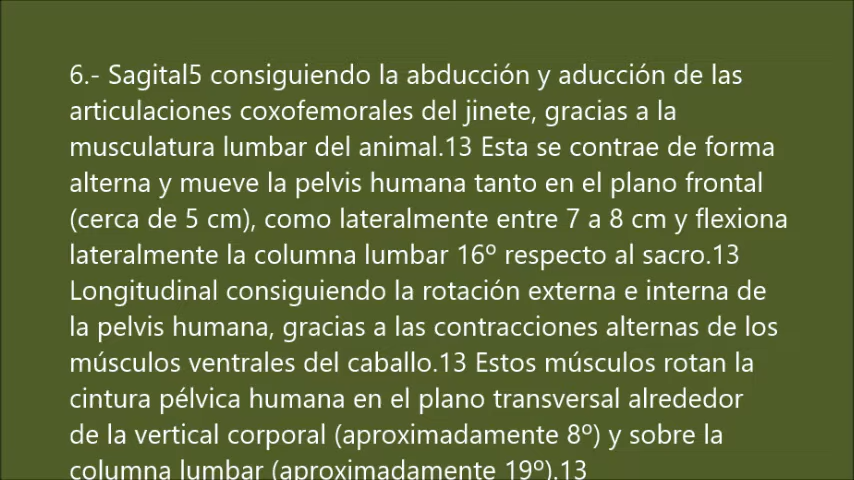 6.- Sagital5 consiguiendo la abducción y aducción de las
articulaciones coxofemorales del jinete, gracias a la
musculatura lumbar del animal.13 Esta se contrae de forma
alterna y mueve la pelvis humana tanto en el plano frontal
(cerca de 5 cm), como lateralmente entre 7 a 8 cm y flexiona
lateralmente la columna lumbar 16º respecto al sacro.13
Longitudinal consiguiendo la rotación externa e interna de
la pelvis humana, gracias a las contracciones alternas de los
músculos ventrales del caballo.13 Estos músculos rotan la
cintura pélvica humana en el plano transversal alrededor
de la vertical corporal (aproximadamente 8º) y sobre la
columna lumbar (aproximadamente 19º).13